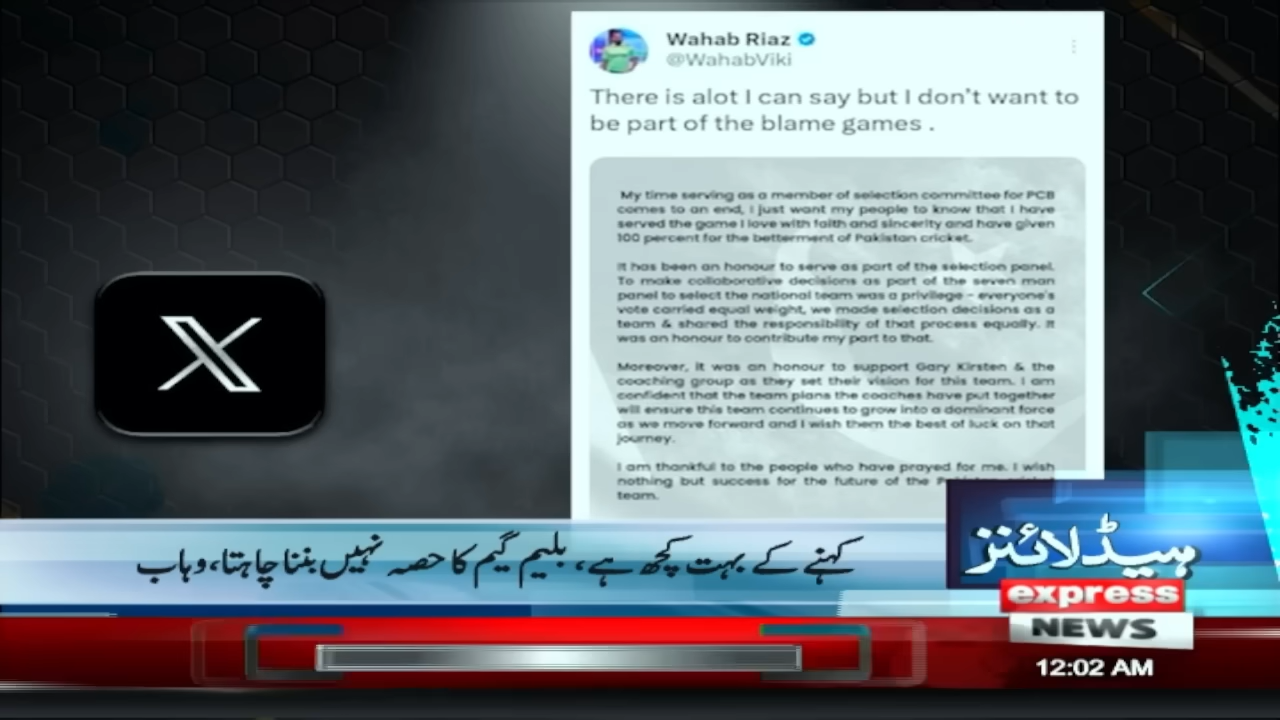 Wahab Riaz
@WahabViki
There is alot I can say but I don't want to
be part of the blame games .
My time serving as a member of selection committee for PCB
comes to an end, I just want my people to know that I have
served the game I love with faith and sincerity and have given
100 percent for the betterment of Pakistan cricket.
It has been an honour to serve as part of the selection panel.
To make collaborative decisions as part of the seven man
panel to select the national team was a privilege - everyone's
vote carried equal weight, we made selection decisions as a
team & shared the responsibility of that process equally. It
was an honour to contribute my part to that.
Moreover, it was an honour to support Gary Kirsten & the
coaching group as they set their vision for this team. I am
confident that the team plans the coaches have put together
will ensure this team continues to grow into a dominant force
as we move forward and I wish them the best of luck on that
journey.
I am thankful to the people who have prayed for me. I wish
nothing but success for the future of the
team.
کہنے کے بہت کچھ ہے، بلیم گیم کا حصہ نہیں بننا چاہتا، وہاب
ہیڈلائنز
express
NEWS
12:02 AM